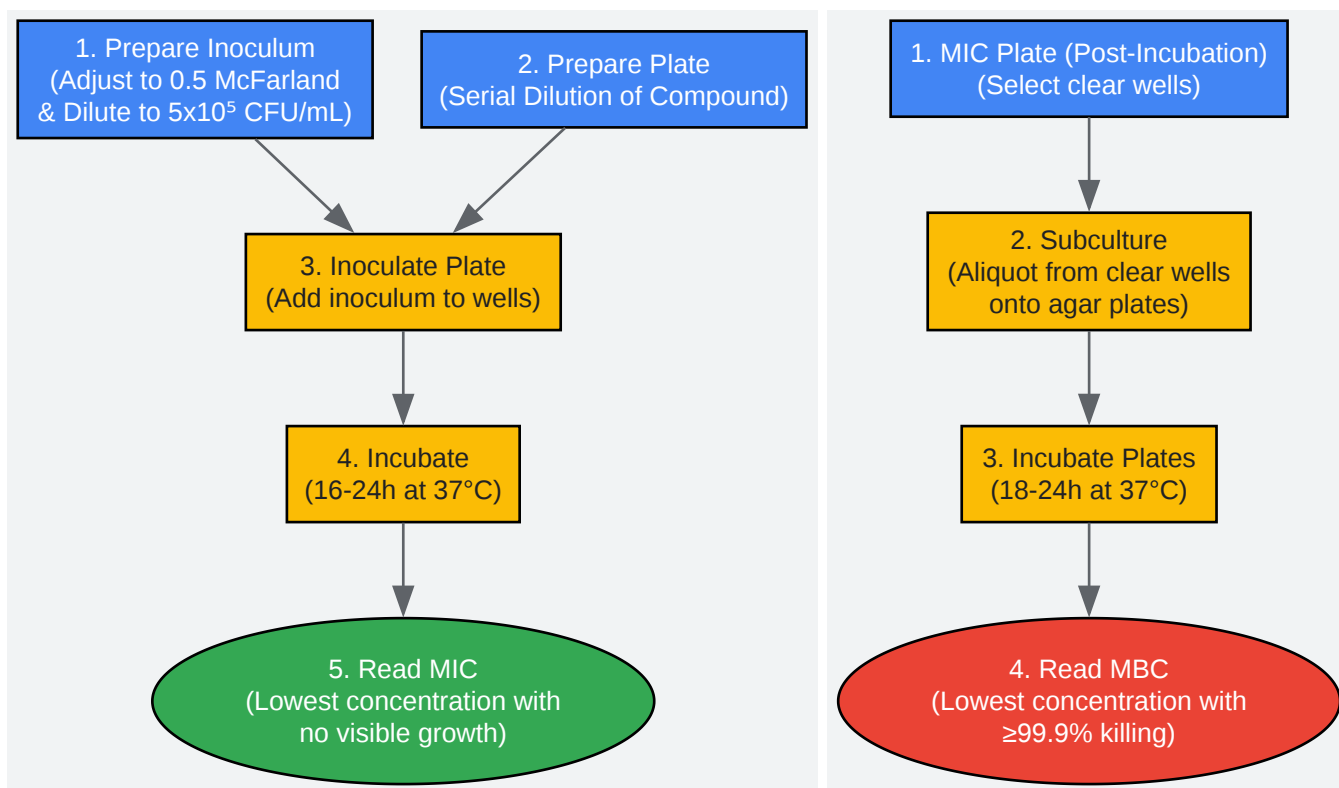 1. Prepare Inoculum
(Adjust to 0.5 McFarland
& Dilute to 5x10⁵ CFU/mL)
2. Prepare Plate
(Serial Dilution of Compound)
3. Inoculate Plate
(Add inoculum to wells)
4. Incubate
(16-24h at 37°C)
5. Read MIC
(Lowest concentration with
no visible growth)
1. MIC Plate (Post-Incubation)
(Select clear wells)
2. Subculture
(Aliquot from clear wells
onto agar plates)
3. Incubate Plates
(18-24h at 37°C)
4. Read MBC
(Lowest concentration with
≥99.9% killing)